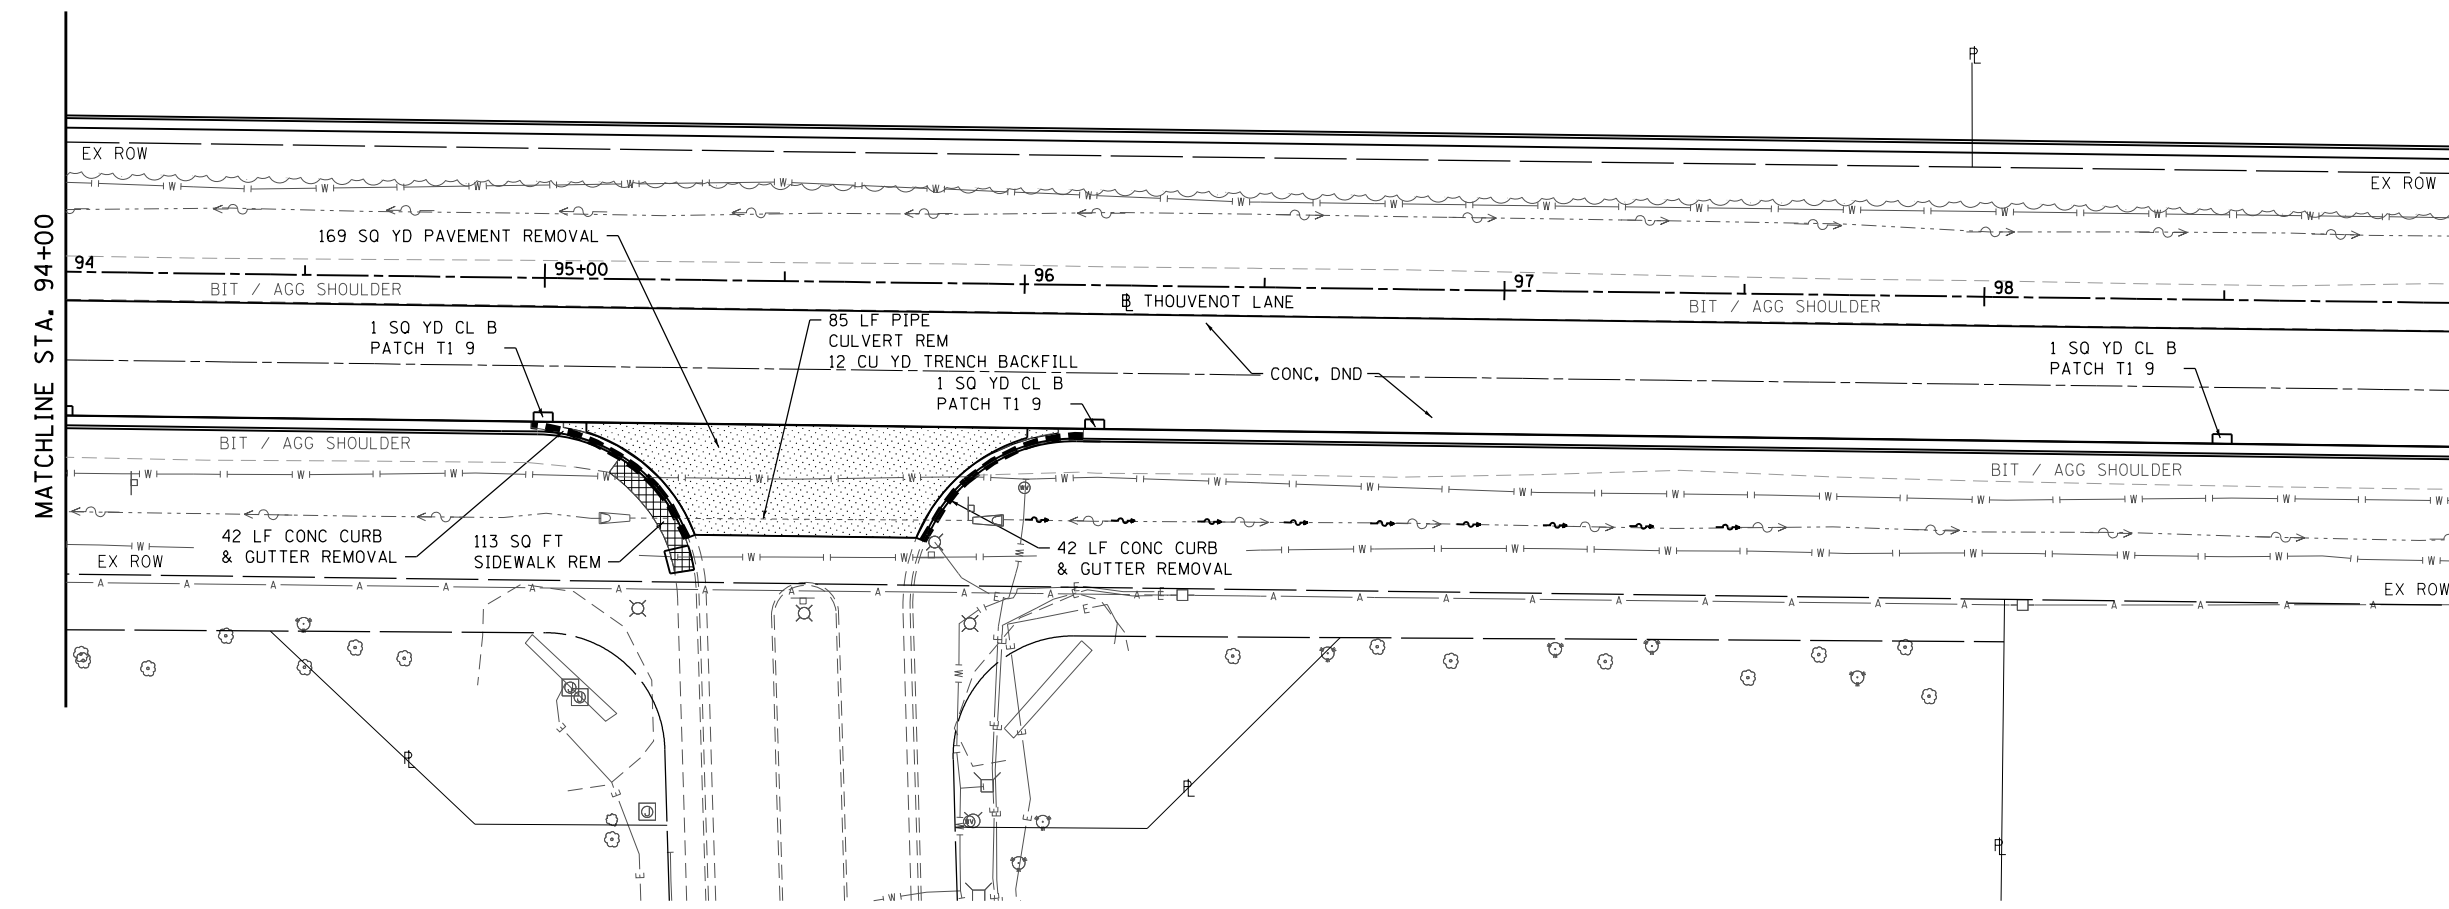 MATCHLINE STA. 94+00
EX ROW
EX ROW
169 SQ YD PAVEMENT REMOVAL
94
95+00
96
97
98
BIT / AGG SHOULDER
THOUVENOT LANE
BIT / AGG SHOULDER
1 SQ YD CL B
PATCH T1 9
85 LF PIPE
CULVERT REM
12 CU YD TRENCH BACKFILL
1 SQ YD CL B
PATCH T1 9
CONC, DND
1 SQ YD CL B
PATCH T1 9
BIT / AGG SHOULDER
BIT / AGG SHOULDER
42 LF CONC CURB
& GUTTER REMOVAL
113 SQ FT
SIDEWALK REM
42 LF CONC CURB
& GUTTER REMOVAL
EX ROW
EX ROW